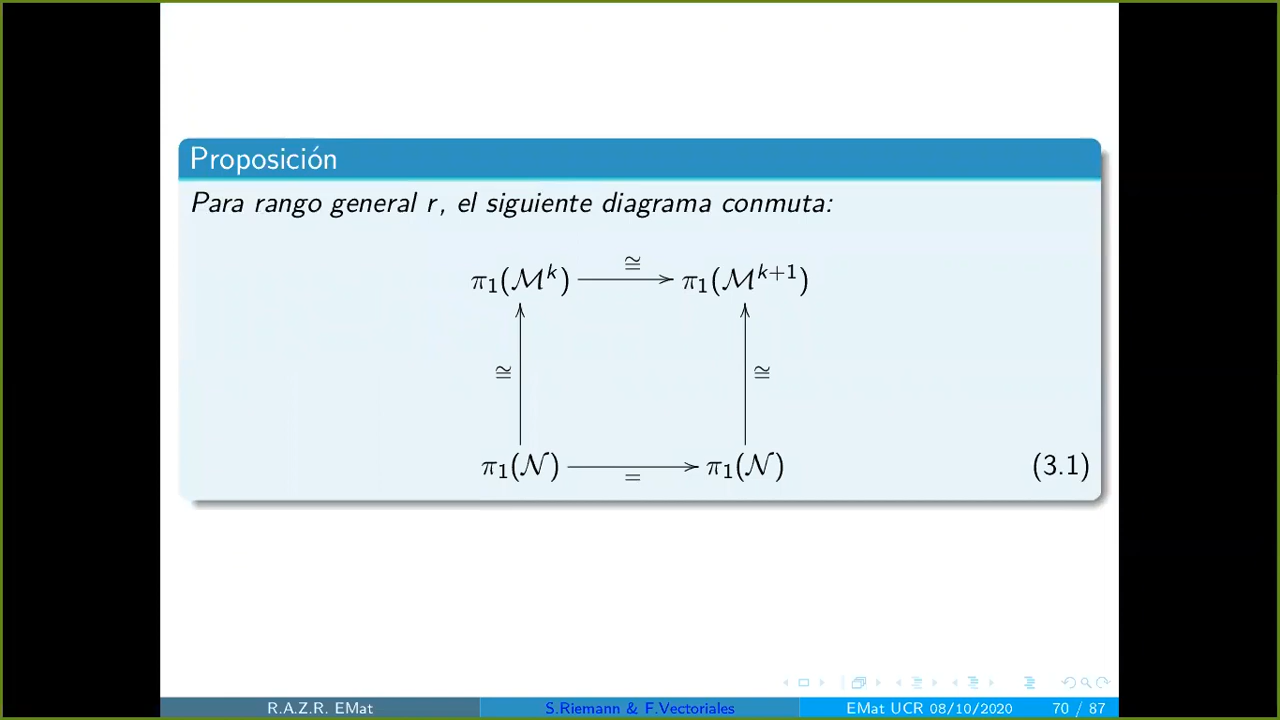 Proposición
Para rango general r, el siguiente diagrama conmuta:
≅
π₁(ℳᵏ) → π₁(ℳᵏ⁺¹)
≅ ≅
π₁(𝒩) → π₁(𝒩) (3.1)
=
R.A.Z.R. EMat S.Riemann & F.Vectoriales EMat UCR 08/10/2020 70 / 87